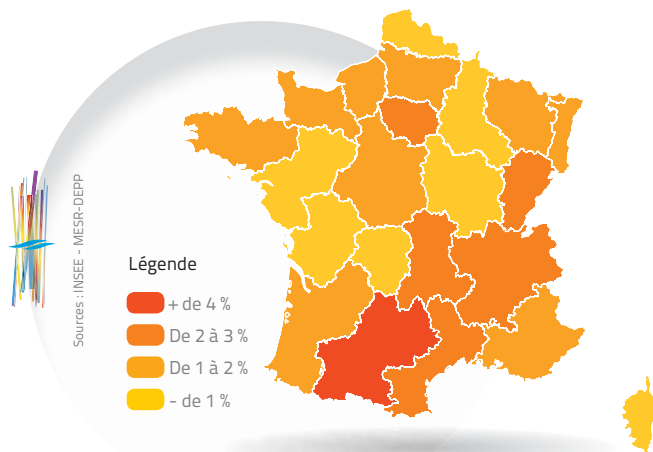 Sources : INSEE - MESR-DEPP
Légende
+ de 4 %
De 2 à 3 %
De 1 à 2 %
- de 1 %